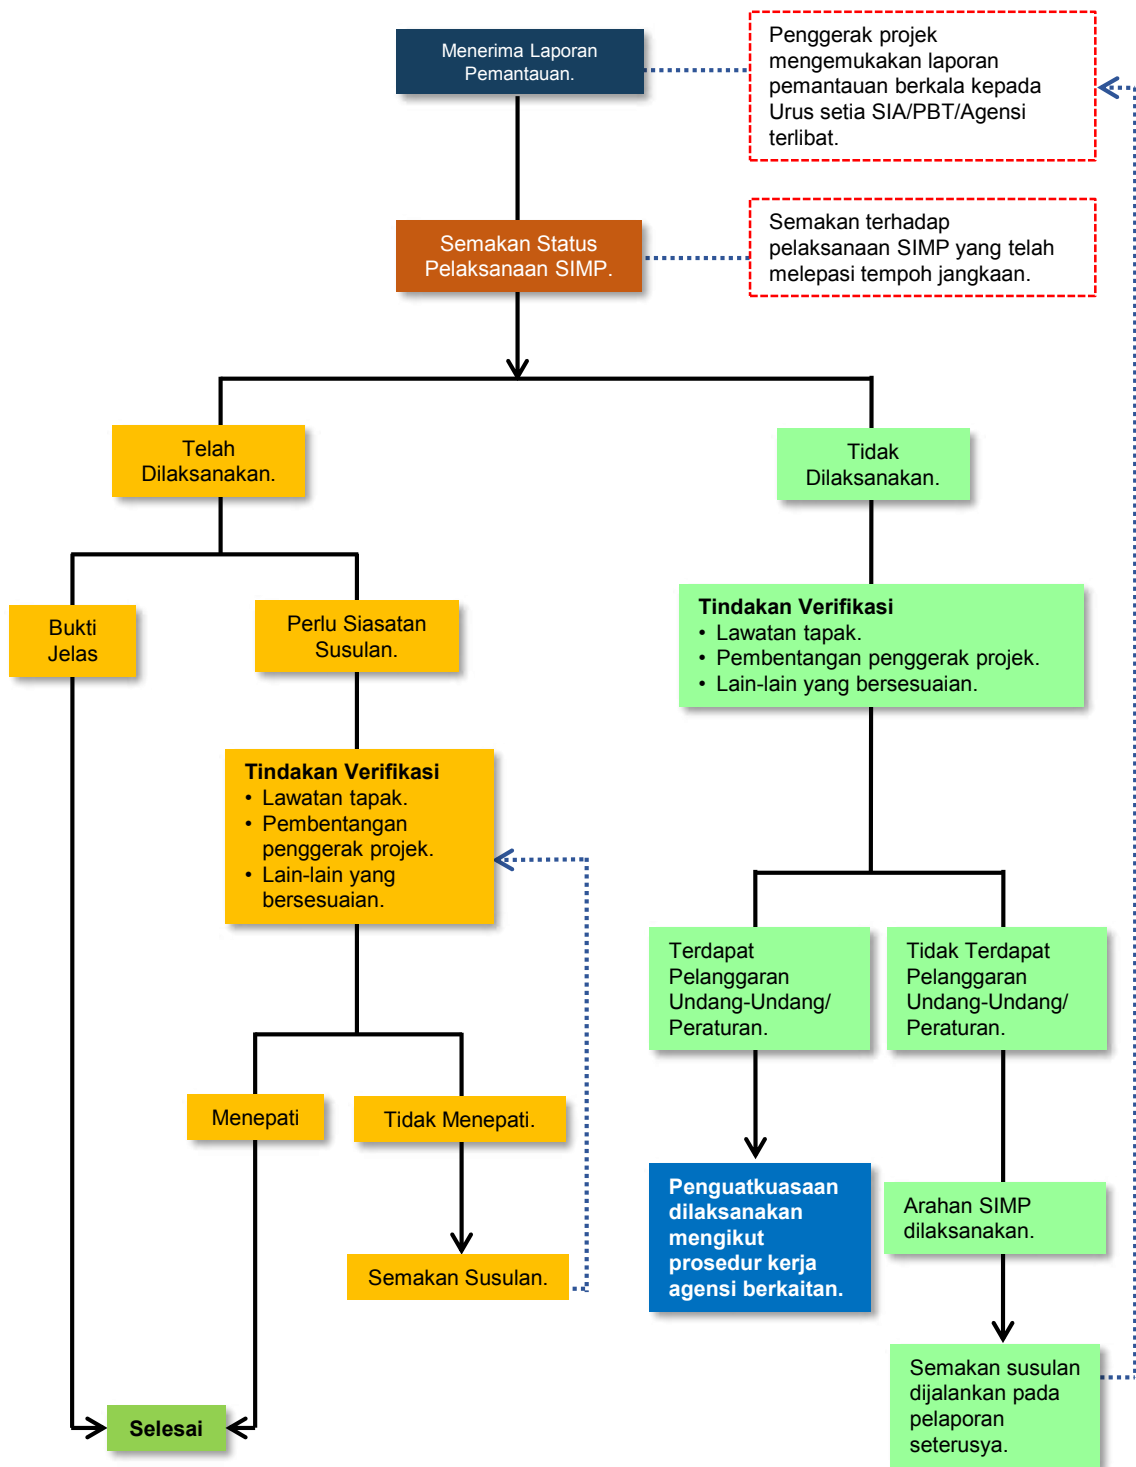 Menerima Laporan
Pemantauan.
Penggerak projek
mengemukakan laporan
pemantauan berkala kepada
Urus setia SIA/PBT/Agensi
terlibat.
Semakan Status
Pelaksanaan SIMP.
Semakan terhadap
pelaksanaan SIMP yang telah
melepasi tempoh jangkaan.
Telah
Dilaksanakan.
Tidak
Dilaksanakan.
Bukti
Jelas
Perlu Siasatan
Susulan.
Tindakan Verifikasi
• Lawatan tapak.
• Pembentangan penggerak projek.
• Lain-lain yang bersesuaian.
Tindakan Verifikasi
• Lawatan tapak.
• Pembentangan
penggerak projek.
• Lain-lain yang
bersesuaian.
Terdapat
Pelanggaran
Undang-Undang/
Peraturan.
Tidak Terdapat
Pelanggaran
Undang-Undang/
Peraturan.
Menepati
Tidak Menepati.
Penguatkuasaan
dilaksanakan
mengikut
prosedur kerja
agensi berkaitan.
Arahan SIMP
dilaksanakan.
Semakan Susulan.
Semakan susulan
dijalankan pada
pelaporan
seterusya.
Selesai